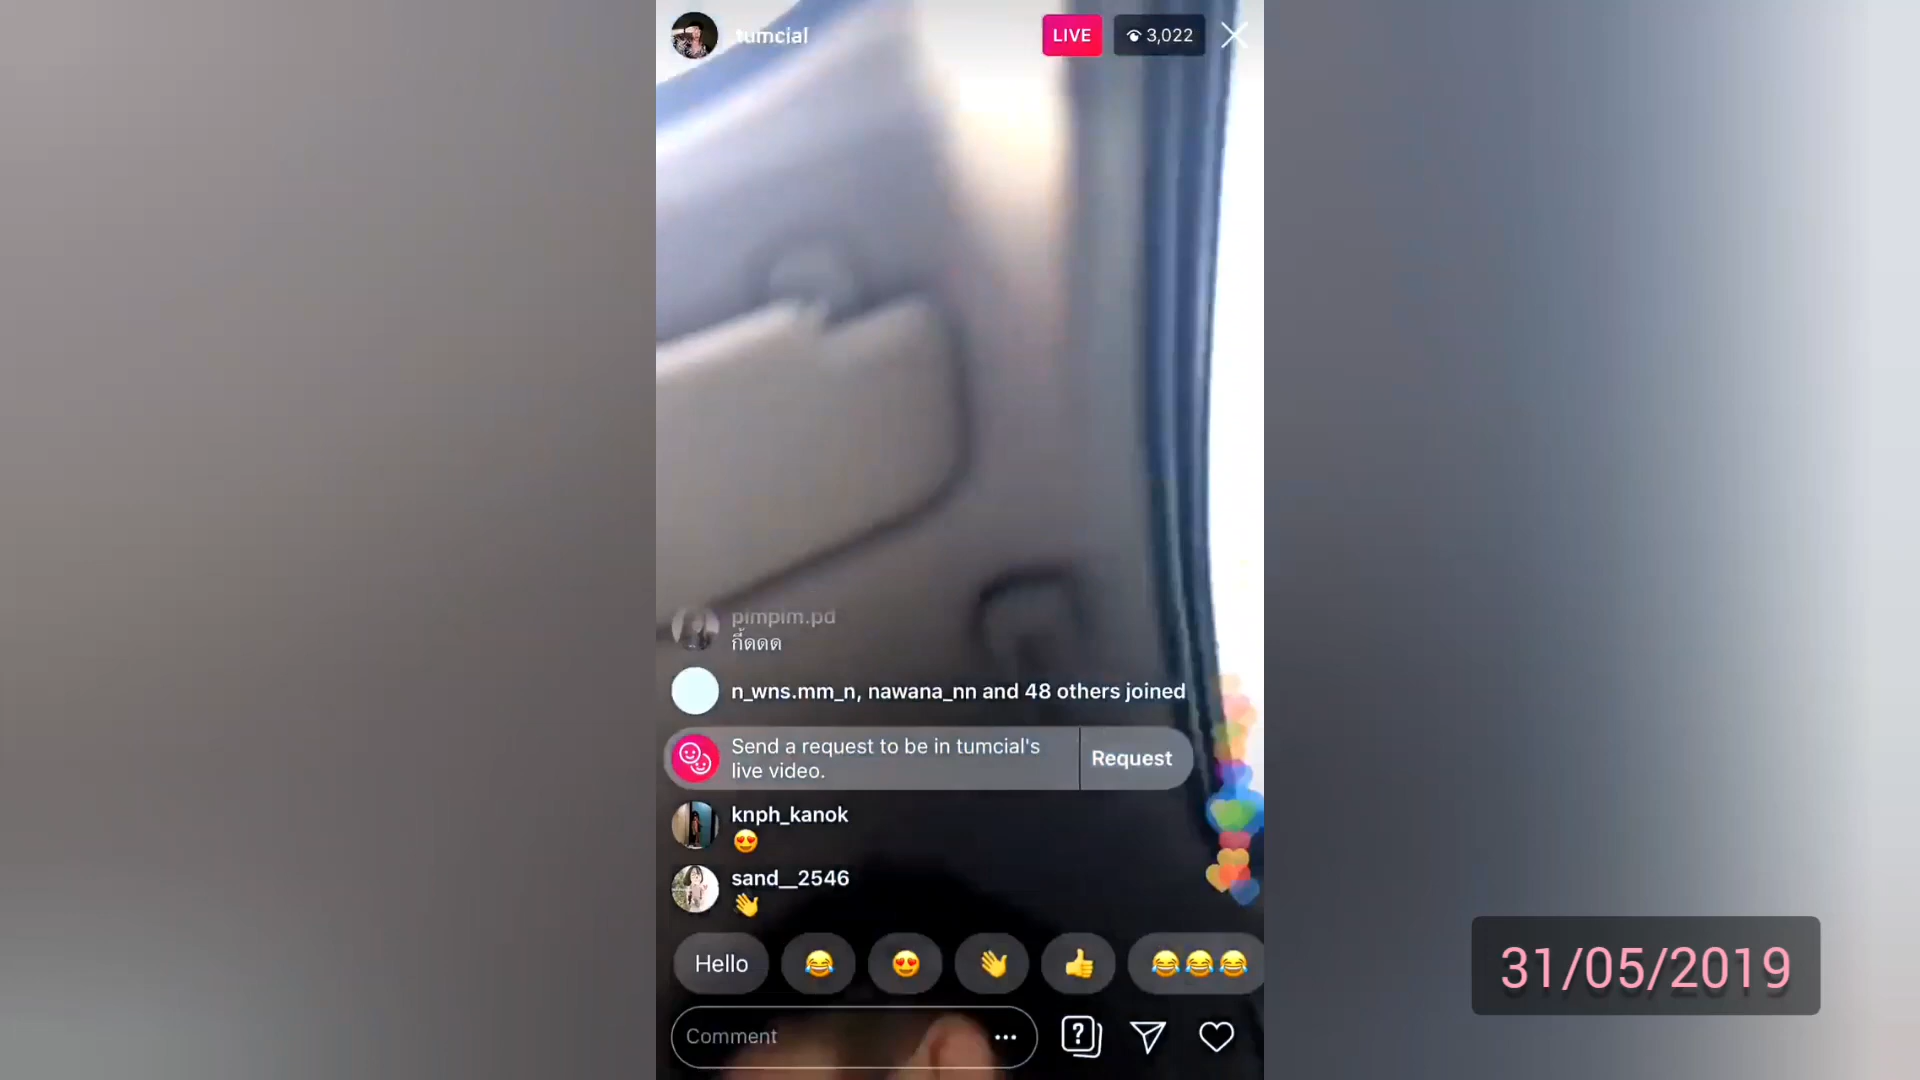 tumcial
LIVE
3,022
pimpim.pd
กี้ดดด
n_wns.mm_n, nawana_nn and 48 others joined
Send a request to be in tumcial's
live video.
Request
knph_kanok
😍
sand__2546
👋
Hello 😂 😍 👋 👍 😂😂😂
Comment
31/05/2019